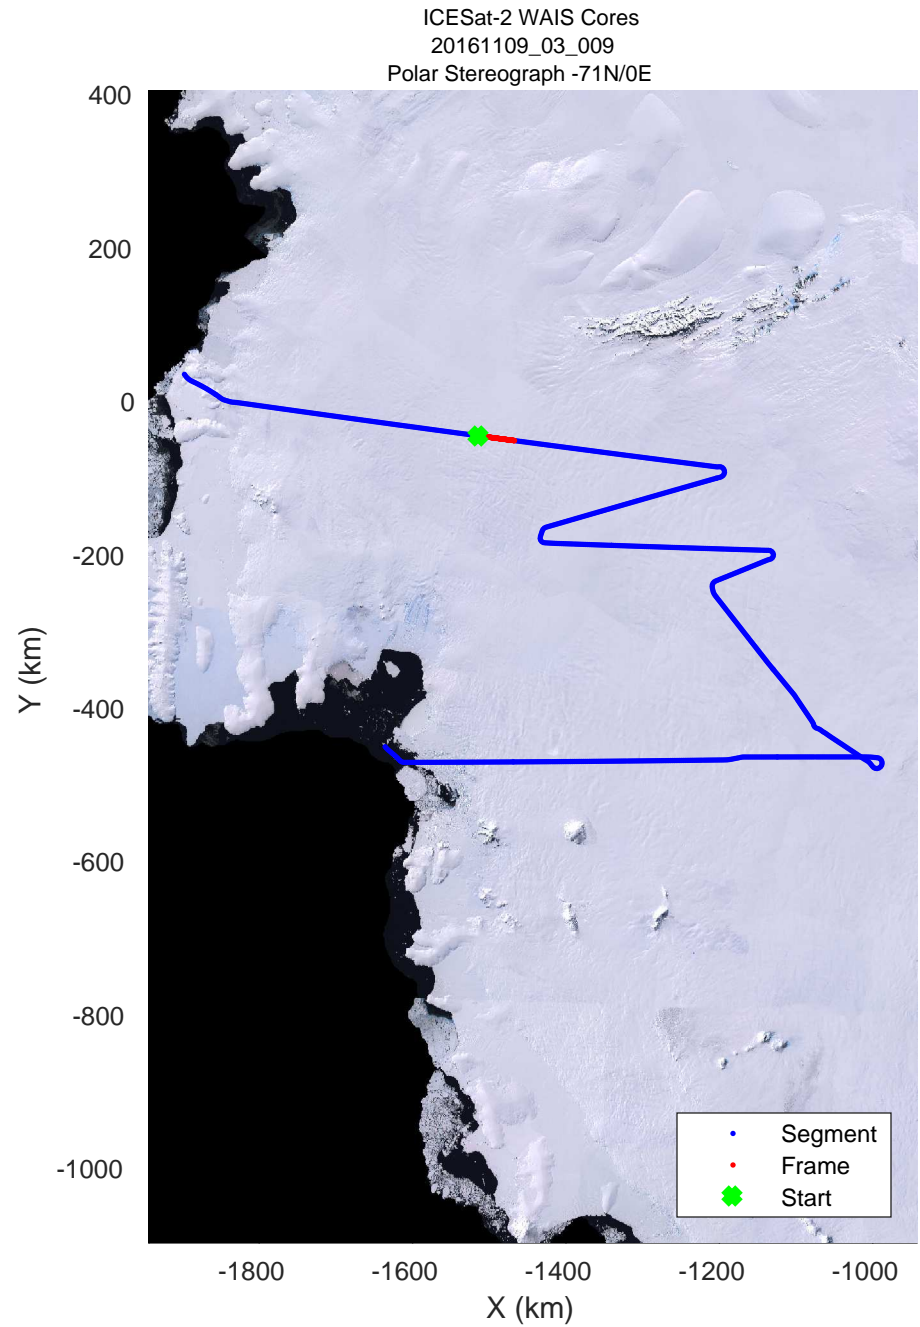 ICESat-2 WAIS Cores
20161109_03_009
Polar Stereograph -71N/0E
400
200
0
-200
-400
-600
-800
-1000
Y (km)
-1800
-1600
-1400
-1200
-1000
X (km)
Segment
Frame
Start